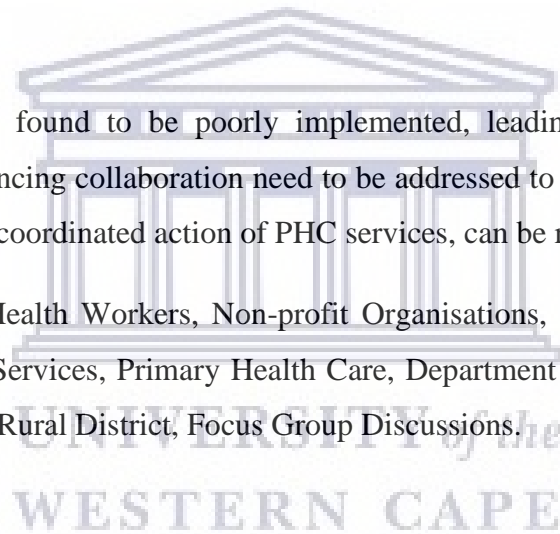 found to be poorly implemented, leadin
ncing collaboration need to be addressed to
coordinated action of PHC services, can be
Health Workers, Non-profit Organisations,
Services, Primary Health Care, Department
Rural District, Focus Group Discussions.
UNIVERSITY of the
WESTERN CAPE